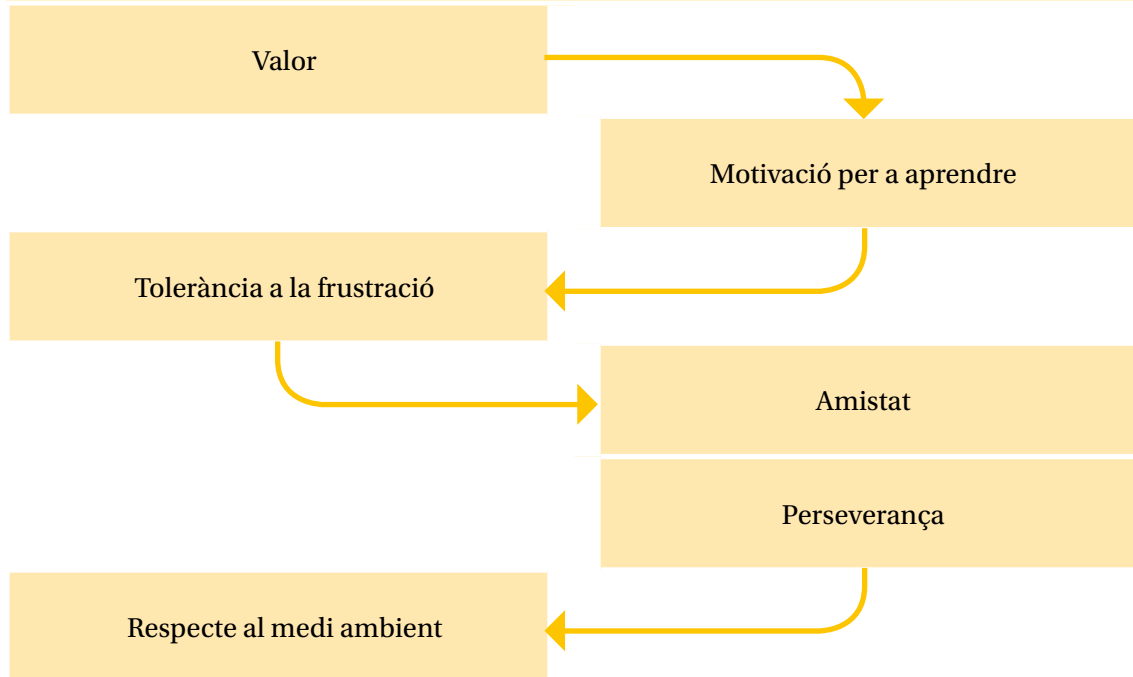 Valor
Motivació per a aprendre
Tolerància a la frustració
Amistat
Perseverança
Respecte al medi ambient